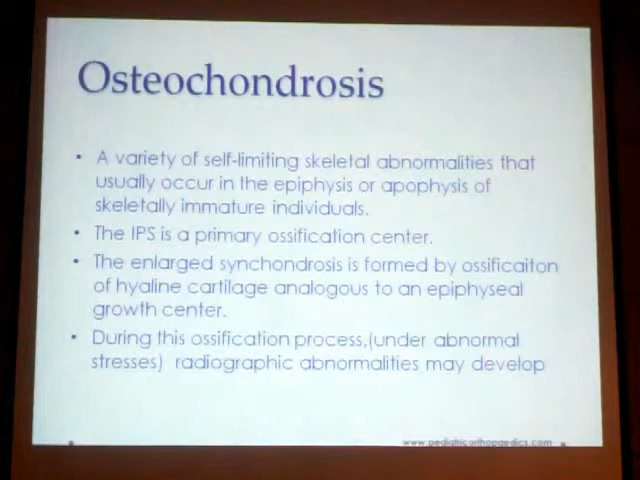 Osteochondrosis
• A variety of self-limiting skeletal abnormalities that
usually occur in the epiphysis or apophysis of
skeletally immature individuals.
• The IPS is a primary ossification center.
• The enlarged synchondrosis is formed by ossificaiton
of hyaline cartilage analogous to an epiphyseal
growth center.
• During this ossification process,(under abnormal
stresses) radiographic abnormalities may develop
www.pediatricorthopaedics.com